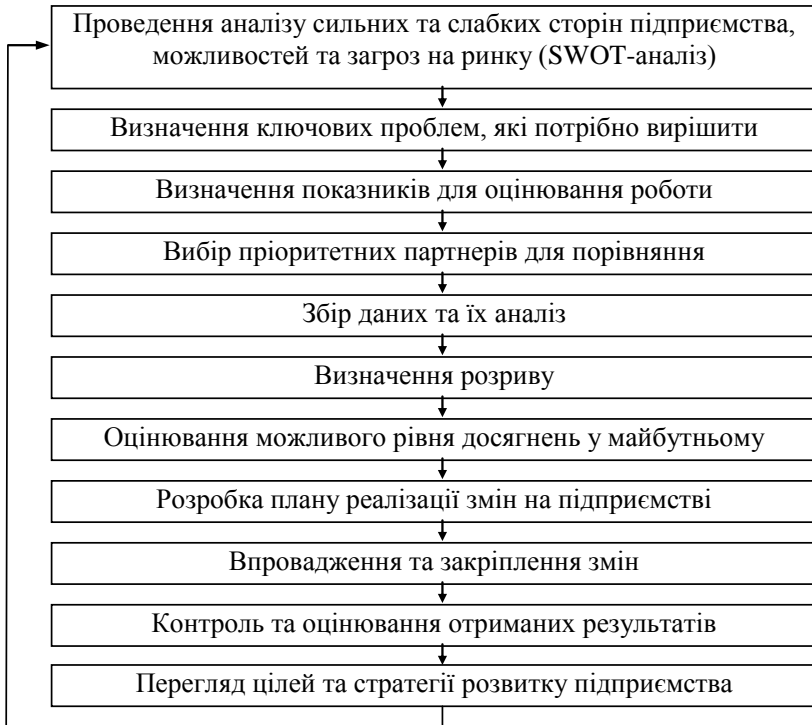 Проведення аналізу сильних та слабких сторін підприємства,
можливостей та загроз на ринку (SWOT-аналіз)
Визначення ключових проблем, які потрібно вирішити
Визначення показників для оцінювання роботи
Вибір пріоритетних партнерів для порівняння
Збір даних та їх аналіз
Визначення розриву
Оцінювання можливого рівня досягнень у майбутньому
Розробка плану реалізації змін на підприємстві
Впровадження та закріплення змін
Контроль та оцінювання отриманих результатів
Перегляд цілей та стратегії розвитку підприємства